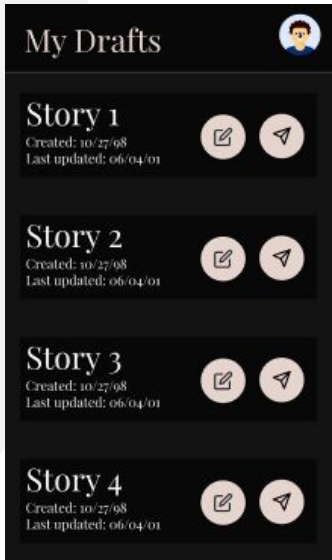 My Drafts
Story 1
Created: 10/27/98
Last updated: 06/04/01
Story 2
Created: 10/27/98
Last updated: 06/04/01
Story 3
Created: 10/27/98
Last updated: 06/04/01
Story 4
Created: 10/27/98
Last updated: 06/04/01